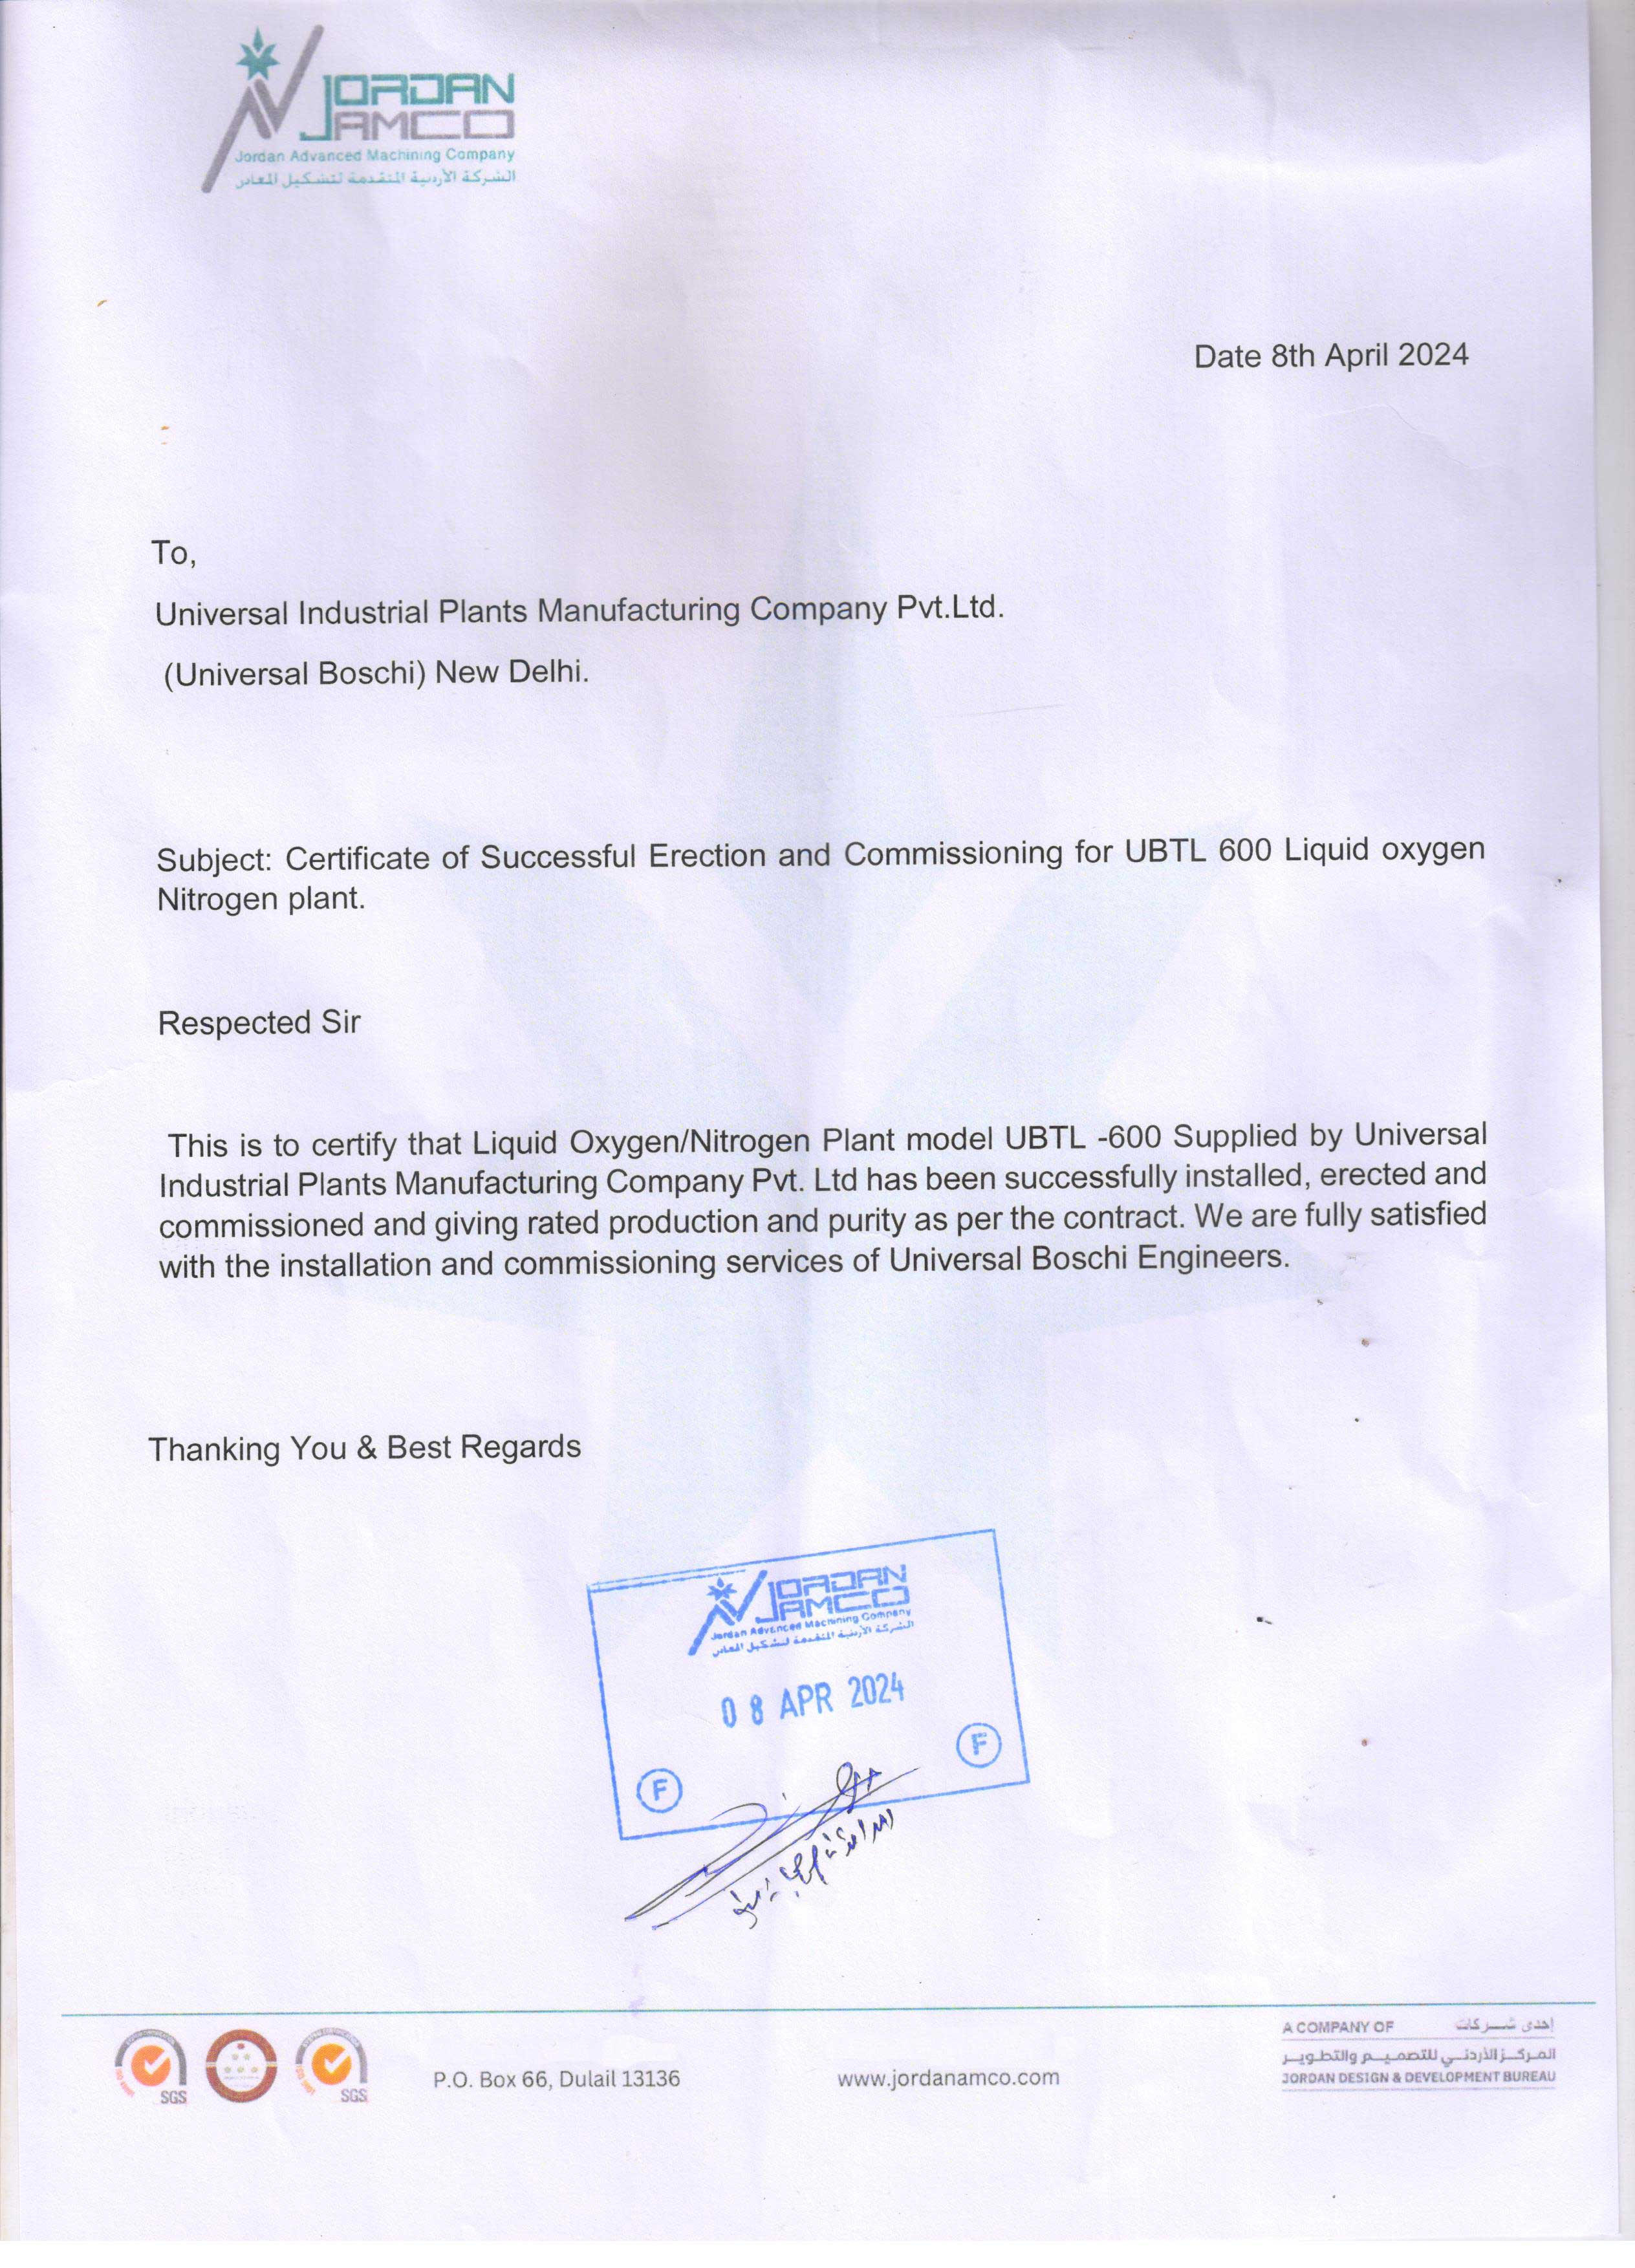 JORDAN
JAMCO
Jordan Advanced Machining Company
الشركة الأردنية المتقدمة لتشكيل المعادن
Date 8th April 2024
To,
Universal Industrial Plants Manufacturing Company Pvt.Ltd.
(Universal Boschi) New Delhi.
Subject: Certificate of Successful Erection and Commissioning for UBTL 600 Liquid oxygen
Nitrogen plant.
Respected Sir
This is to certify that Liquid Oxygen/Nitrogen Plant model UBTL -600 Supplied by Universal
Industrial Plants Manufacturing Company Pvt. Ltd has been successfully installed, erected and
commissioned and giving rated production and purity as per the contract. We are fully satisfied
with the installation and commissioning services of Universal Boschi Engineers.
Thanking You & Best Regards
JORDAN
JAMCO
Jordan Advanced Machining Company
الشركة الأردنية المتقدمة لتشكيل المعادن
08 APR 2024
F
F
SGS
SGS
P.O. Box 66, Dulail 13136
www.jordanamco.com
A COMPANY OF إحدى شركات
المركز الأردني للتصميم والتطوير
JORDAN DESIGN & DEVELOPMENT BUREAU